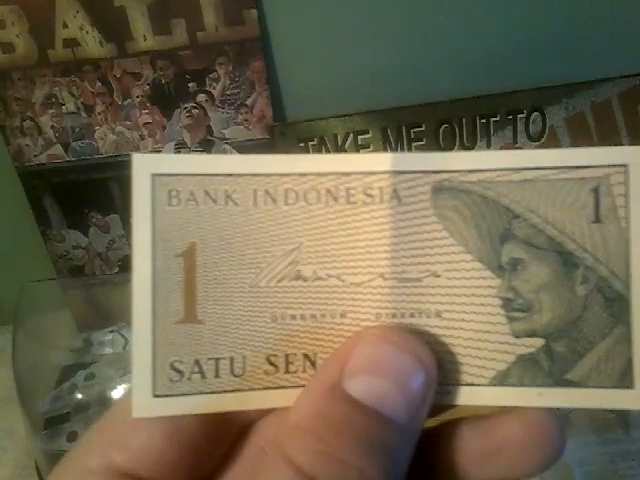 BALL
TAKE ME OUT TO
BANK INDONESIA
1
1
GUBERNUR DIREKTUR
SATU SEN